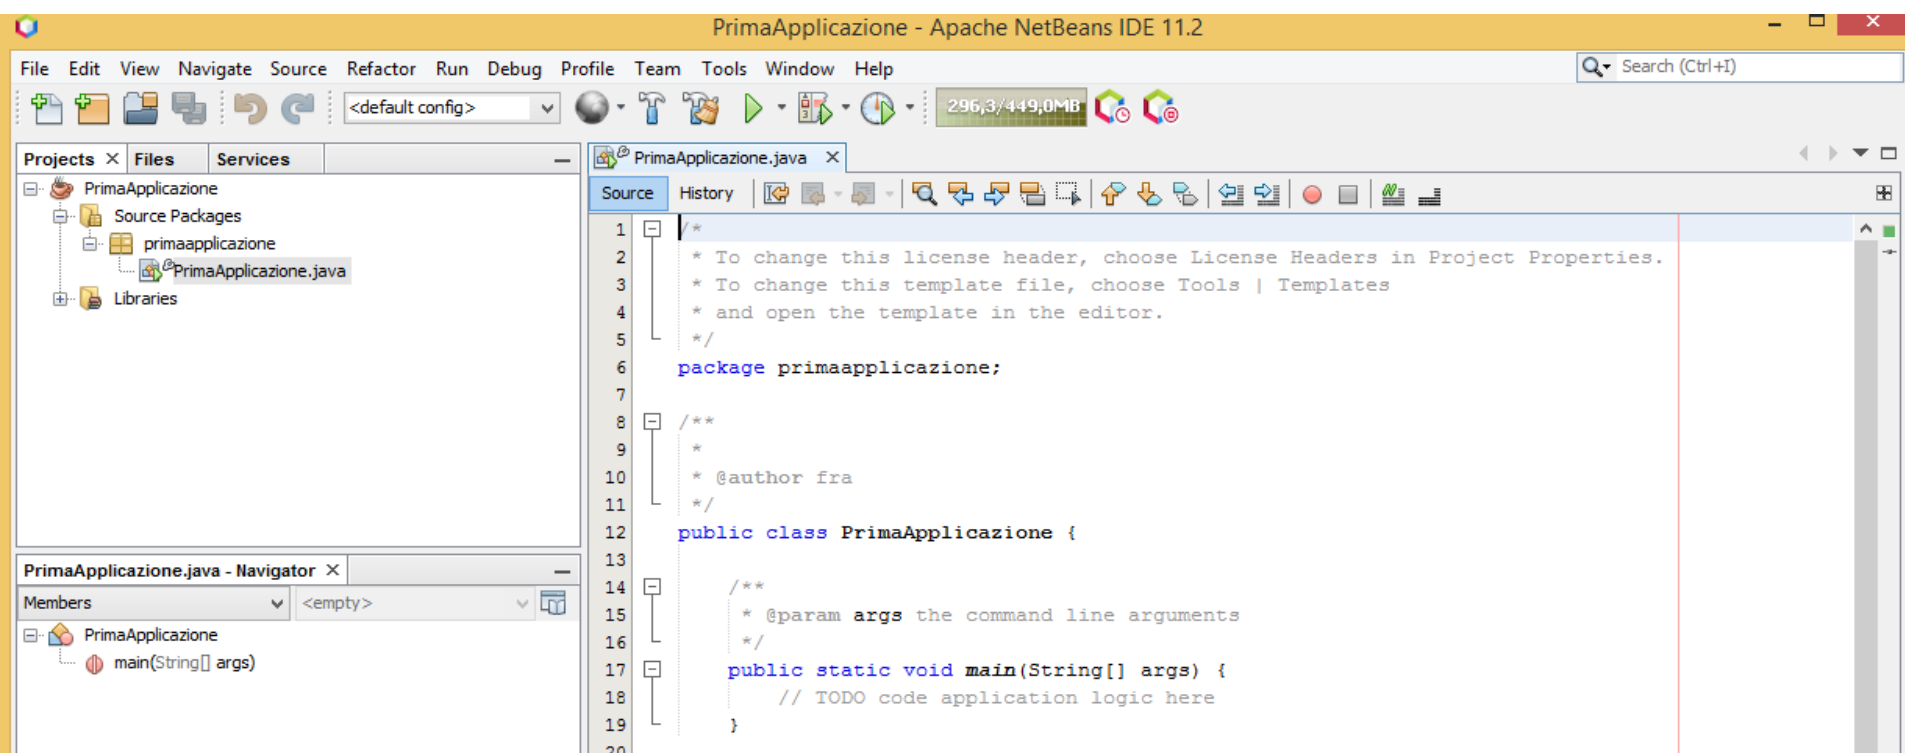 PrimaApplicazione - Apache NetBeans IDE 11.2
File Edit View Navigate Source Refactor Run Debug Profile Team Tools Window Help
Search (Ctrl+I)
<default config>
296,3/449,0MB
Projects Files Services
PrimaApplicazione
Source Packages
primaapplicazione
PrimaApplicazione.java
Libraries
PrimaApplicazione.java - Navigator
Members <empty>
PrimaApplicazione
main(String[] args)
PrimaApplicazione.java
Source History
1 /*
2 * To change this license header, choose License Headers in Project Properties.
3 * To change this template file, choose Tools | Templates
4 * and open the template in the editor.
5 */
6 package primaapplicazione;
7
8 /**
9 *
10 * @author fra
11 */
12 public class PrimaApplicazione {
13
14 /**
15 * @param args the command line arguments
16 */
17 public static void main(String[] args) {
18 // TODO code application logic here
19 }
20